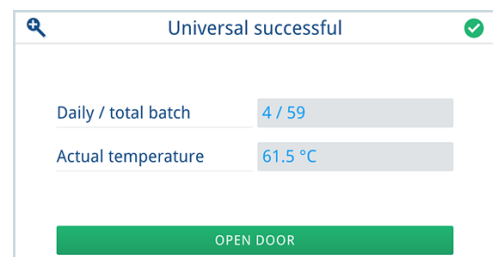 Universal successful
Daily / total batch 4 / 59
Actual temperature 61.5 °C
OPEN DOOR